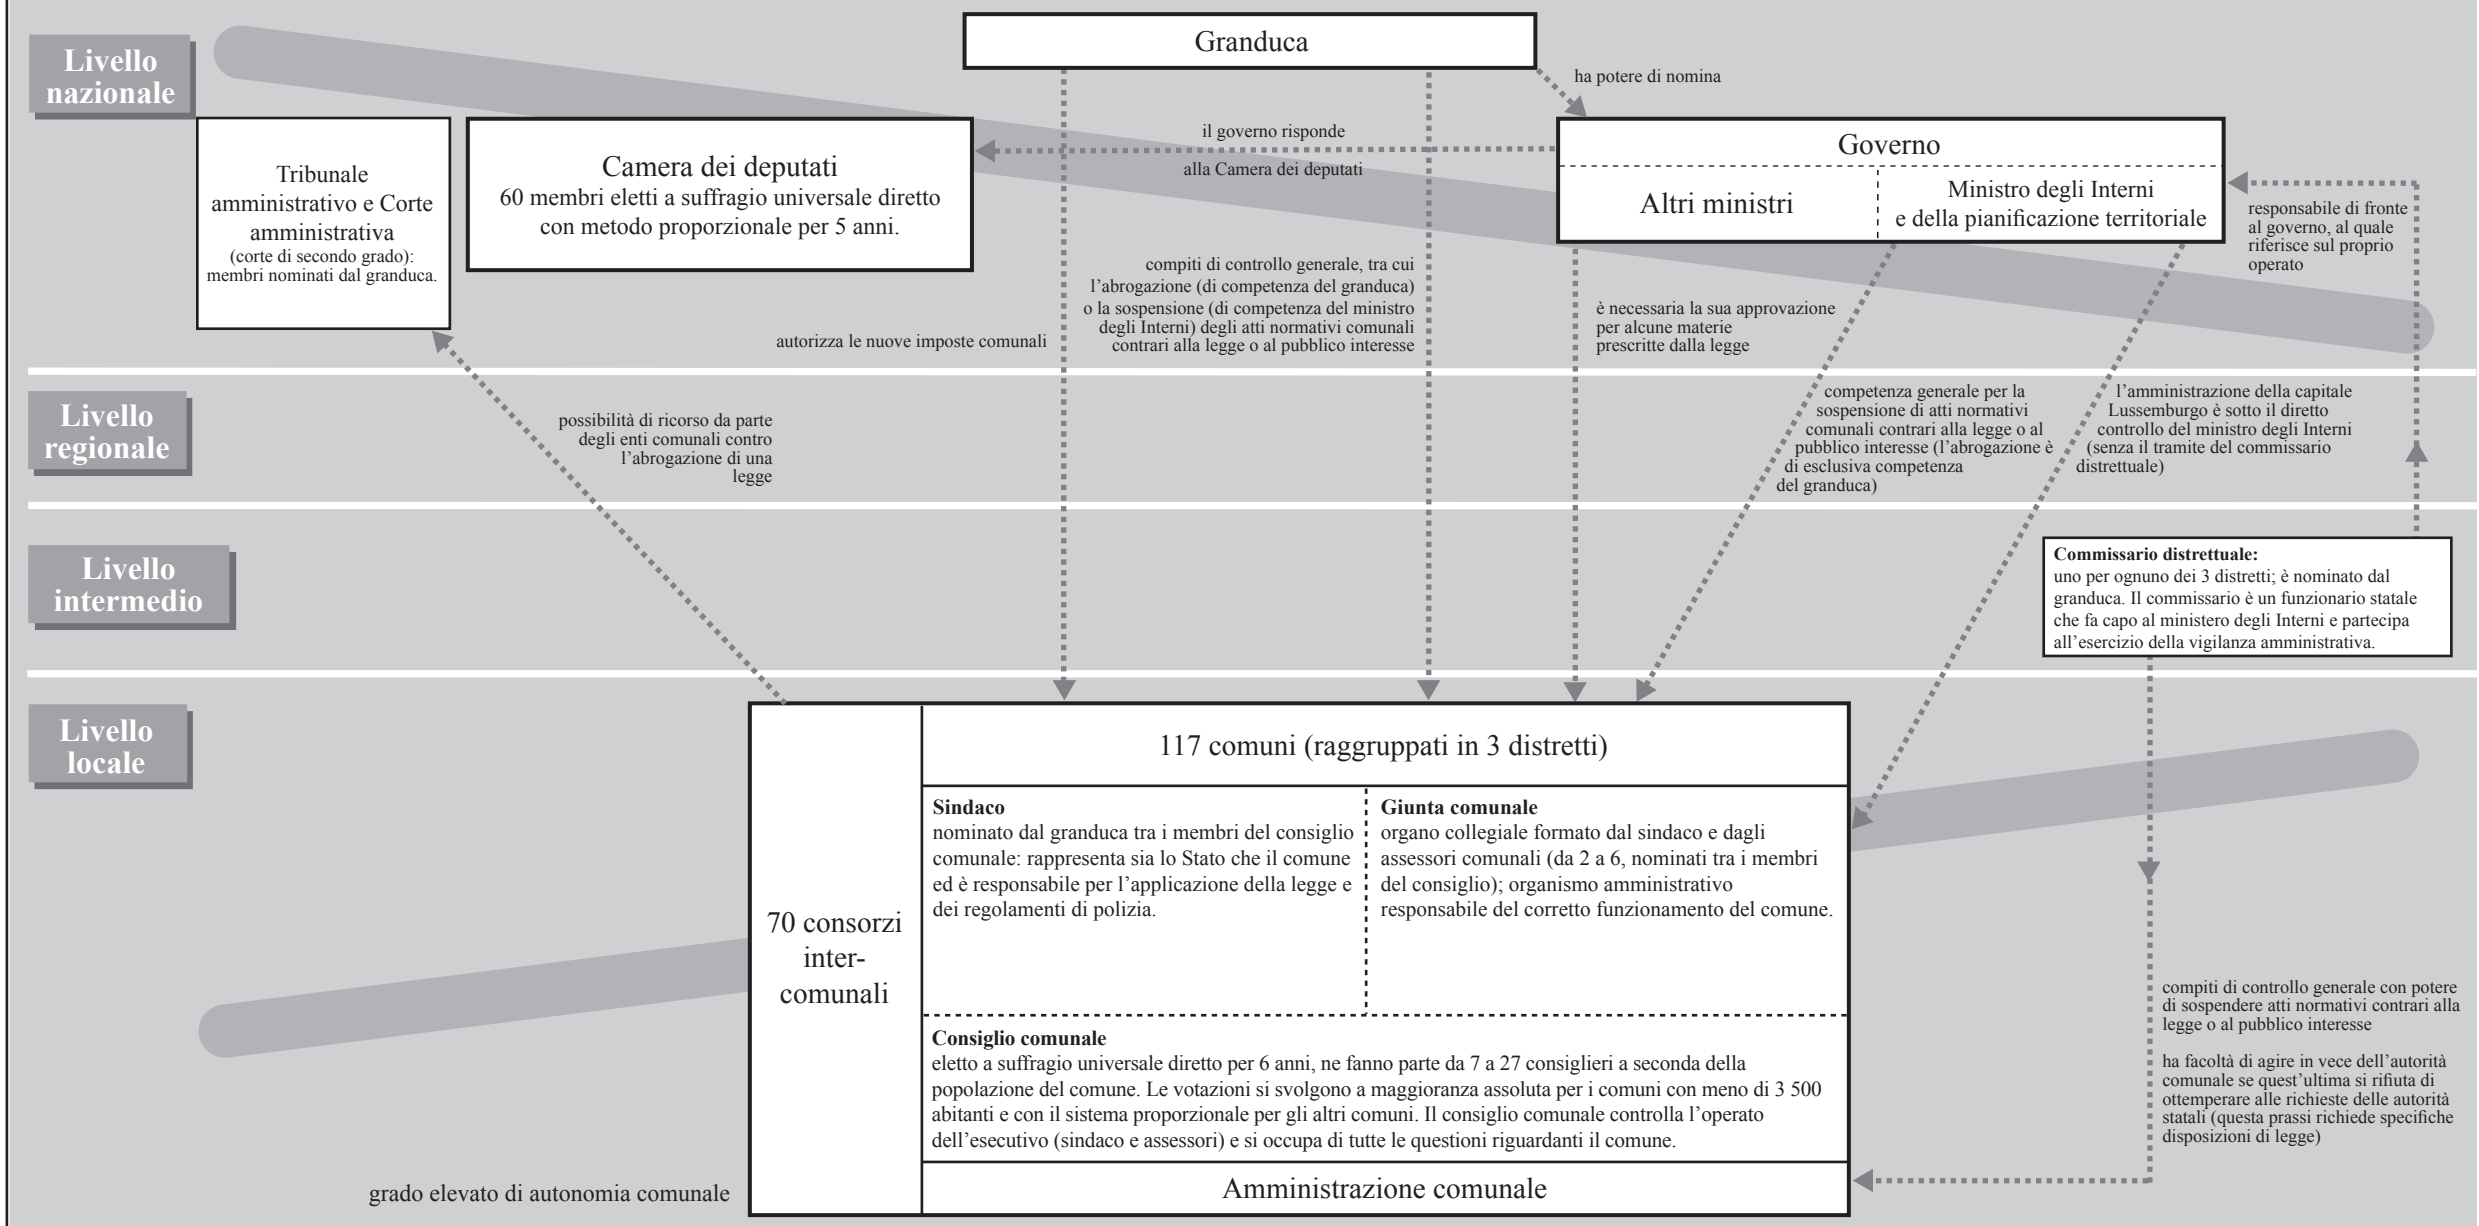 Livello
nazionale
Granduca
ha potere di nomina
Tribunale
amministrativo e Corte
amministrativa
(corte di secondo grado):
membri nominati dal granduca.
Camera dei deputati
60 membri eletti a suffragio universale diretto
con metodo proporzionale per 5 anni.
il governo risponde
alla Camera dei deputati
Governo
Altri ministri
Ministro degli Interni
e della pianificazione territoriale
responsabile di fronte
al governo, al quale
riferisce sul proprio
operato
autorizza le nuove imposte comunali
compiti di controllo generale, tra cui
l’abrogazione (di competenza del granduca)
o la sospensione (di competenza del ministro
degli Interni) degli atti normativi comunali
contrari alla legge o al pubblico interesse
è necessaria la sua approvazione
per alcune materie
prescritte dalla legge
Livello
regionale
possibilità di ricorso da parte
degli enti comunali contro
l’abrogazione di una
legge
competenza generale per la
sospensione di atti normativi
comunali contrari alla legge o al
pubblico interesse (l’abrogazione è
di esclusiva competenza
del granduca)
l’amministrazione della capitale
Lussemburgo è sotto il diretto
controllo del ministro degli Interni
(senza il tramite del commissario
distrettuale)
Livello
intermedio
Commissario distrettuale:
uno per ognuno dei 3 distretti; è nominato dal
granduca. Il commissario è un funzionario statale
che fa capo al ministero degli Interni e partecipa
all’esercizio della vigilanza amministrativa.
Livello
locale
70 consorzi
inter-
comunali
117 comuni (raggruppati in 3 distretti)
Sindaco
nominato dal granduca tra i membri del consiglio
comunale: rappresenta sia lo Stato che il comune
ed è responsabile per l’applicazione della legge e
dei regolamenti di polizia.
Giunta comunale
organo collegiale formato dal sindaco e dagli
assessori comunali (da 2 a 6, nominati tra i membri
del consiglio); organismo amministrativo
responsabile del corretto funzionamento del comune.
Consiglio comunale
eletto a suffragio universale diretto per 6 anni, ne fanno parte da 7 a 27 consiglieri a seconda della
popolazione del comune. Le votazioni si svolgono a maggioranza assoluta per i comuni con meno di 3 500
abitanti e con il sistema proporzionale per gli altri comuni. Il consiglio comunale controlla l’operato
dell’esecutivo (sindaco e assessori) e si occupa di tutte le questioni riguardanti il comune.
Amministrazione comunale
grado elevato di autonomia comunale
compiti di controllo generale con potere
di sospendere atti normativi contrari alla
legge o al pubblico interesse
ha facoltà di agire in vece dell’autorità
comunale se quest’ultima si rifiuta di
ottemperare alle richieste delle autorità
statali (questa prassi richiede specifiche
disposizioni di legge)